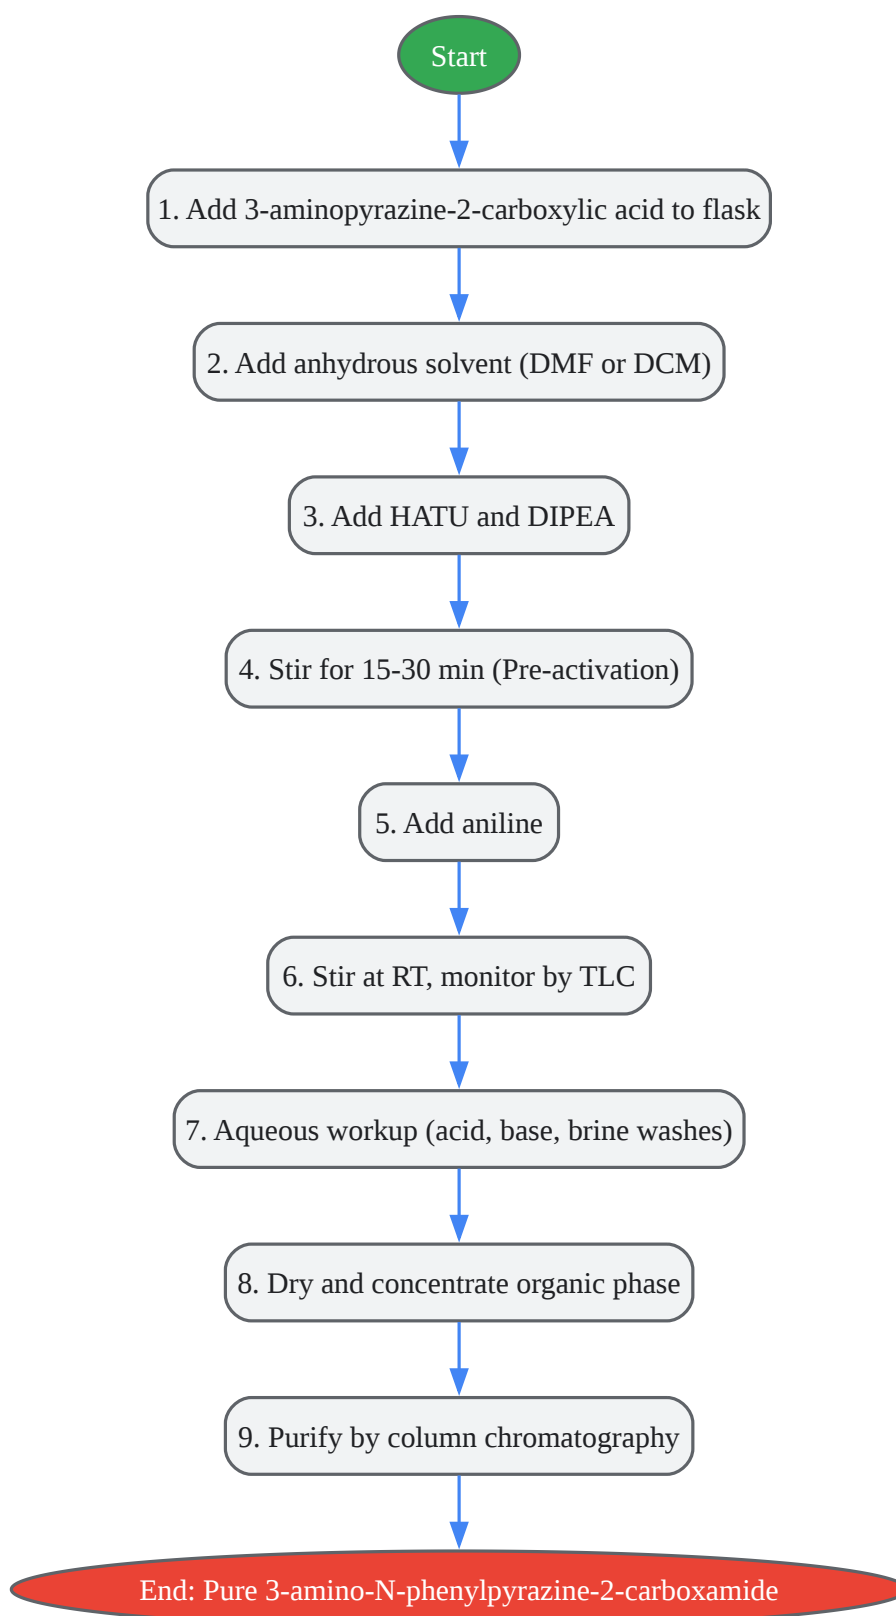 Start
1. Add 3-aminopyrazine-2-carboxylic acid to flask
2. Add anhydrous solvent (DMF or DCM)
3. Add HATU and DIPEA
4. Stir for 15-30 min (Pre-activation)
5. Add aniline
6. Stir at RT, monitor by TLC
7. Aqueous workup (acid, base, brine washes)
8. Dry and concentrate organic phase
9. Purify by column chromatography
End: Pure 3-amino-N-phenylpyrazine-2-carboxamide